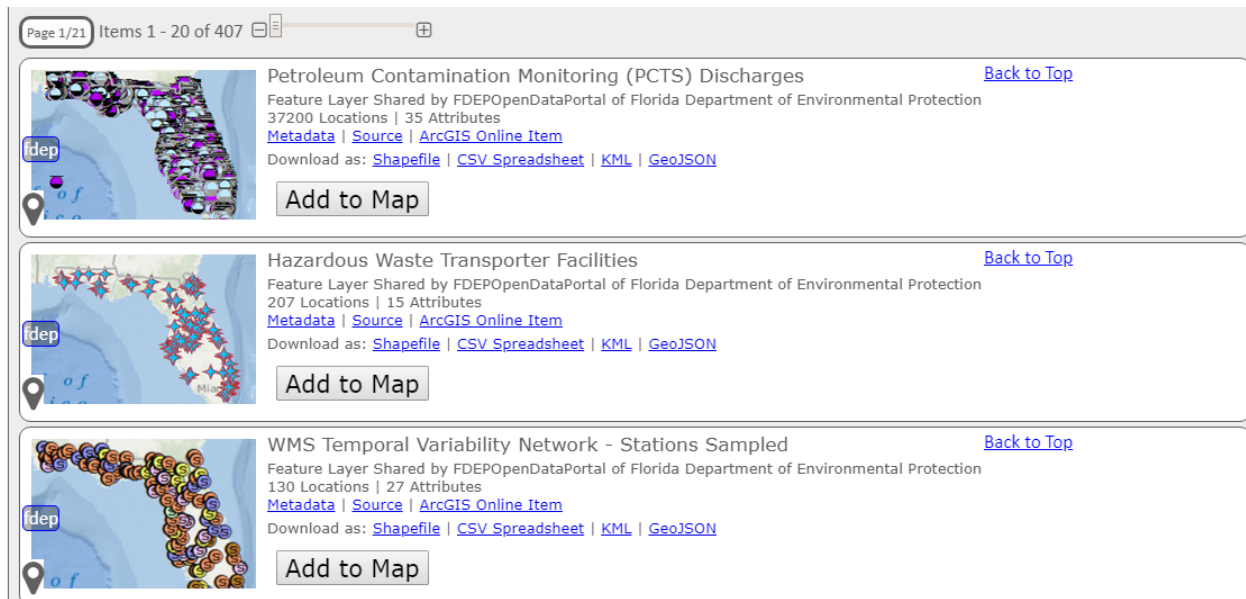 Page 1/21 Items 1 - 20 of 407
Petroleum Contamination Monitoring (PCTS) Discharges
Back to Top
Feature Layer Shared by FDEPOpenDataPortal of Florida Department of Environmental Protection
37200 Locations | 35 Attributes
Metadata | Source | ArcGIS Online Item
fdep
Download as: Shapefile | CSV Spreadsheet | KML | GeoJSON
of
Add to Map
Hazardous Waste Transporter Facilities
Back to Top
Feature Layer Shared by FDEPOpenDataPortal of Florida Department of Environmental Protection
207 Locations | 15 Attributes
Metadata | Source | ArcGIS Online Item
fdep
Download as: Shapefile | CSV Spreadsheet | KML | GeoJSON
of
Add to Map
WMS Temporal Variability Network - Stations Sampled
Back to Top
Feature Layer Shared by FDEPOpenDataPortal of Florida Department of Environmental Protection
130 Locations | 27 Attributes
Metadata | Source | ArcGIS Online Item
fdep
Download as: Shapefile | CSV Spreadsheet | KML | GeoJSON
Add to Map
of